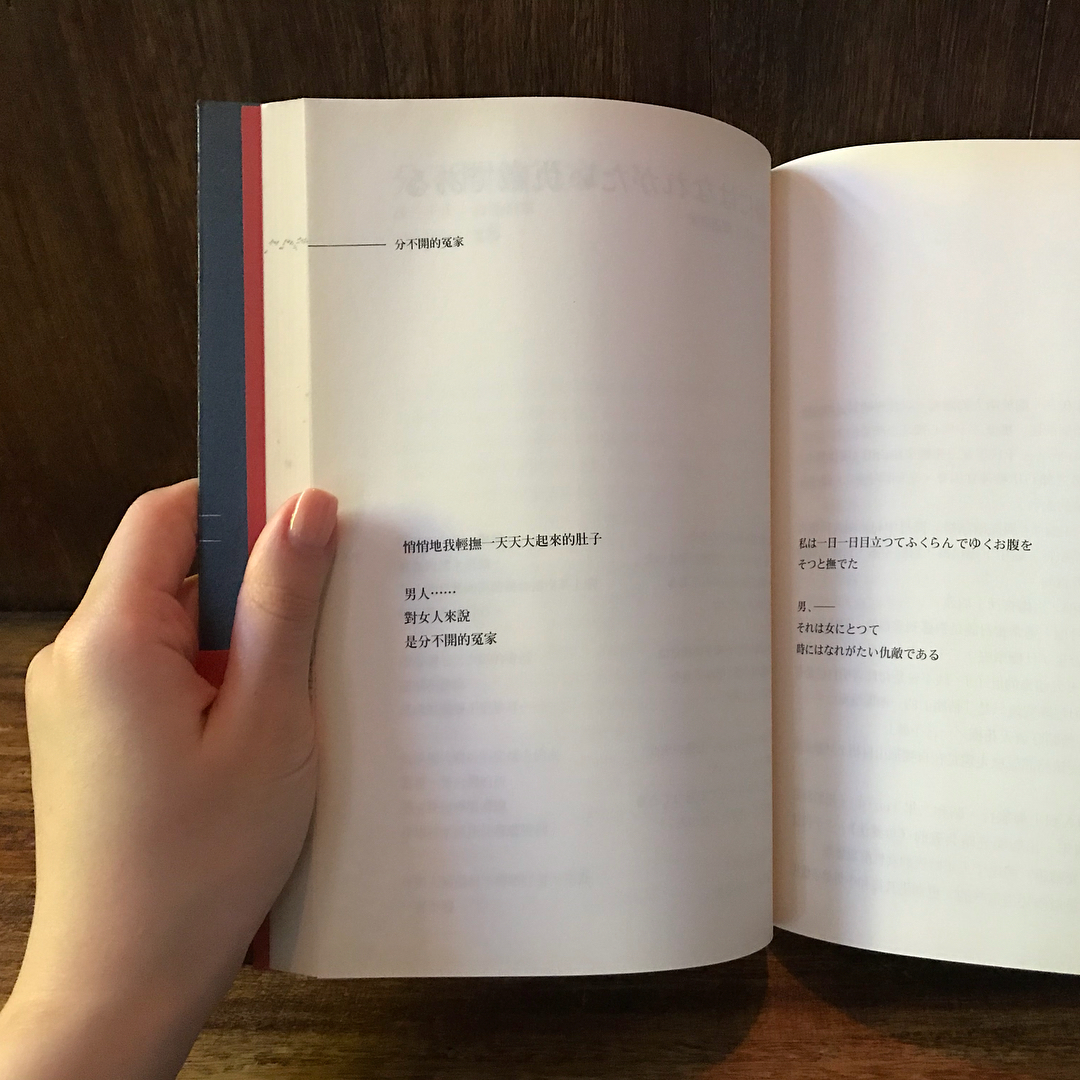 分不開的冤家
悄悄地我輕撫一天天大起來的肚子
男人⋯⋯
對女人來說
是分不開的冤家
私は一日一日目立つてふくらんでゆくお腹を
そつと撫でた
男、——
それは女にとつて
時にはなれがたい仇敵である